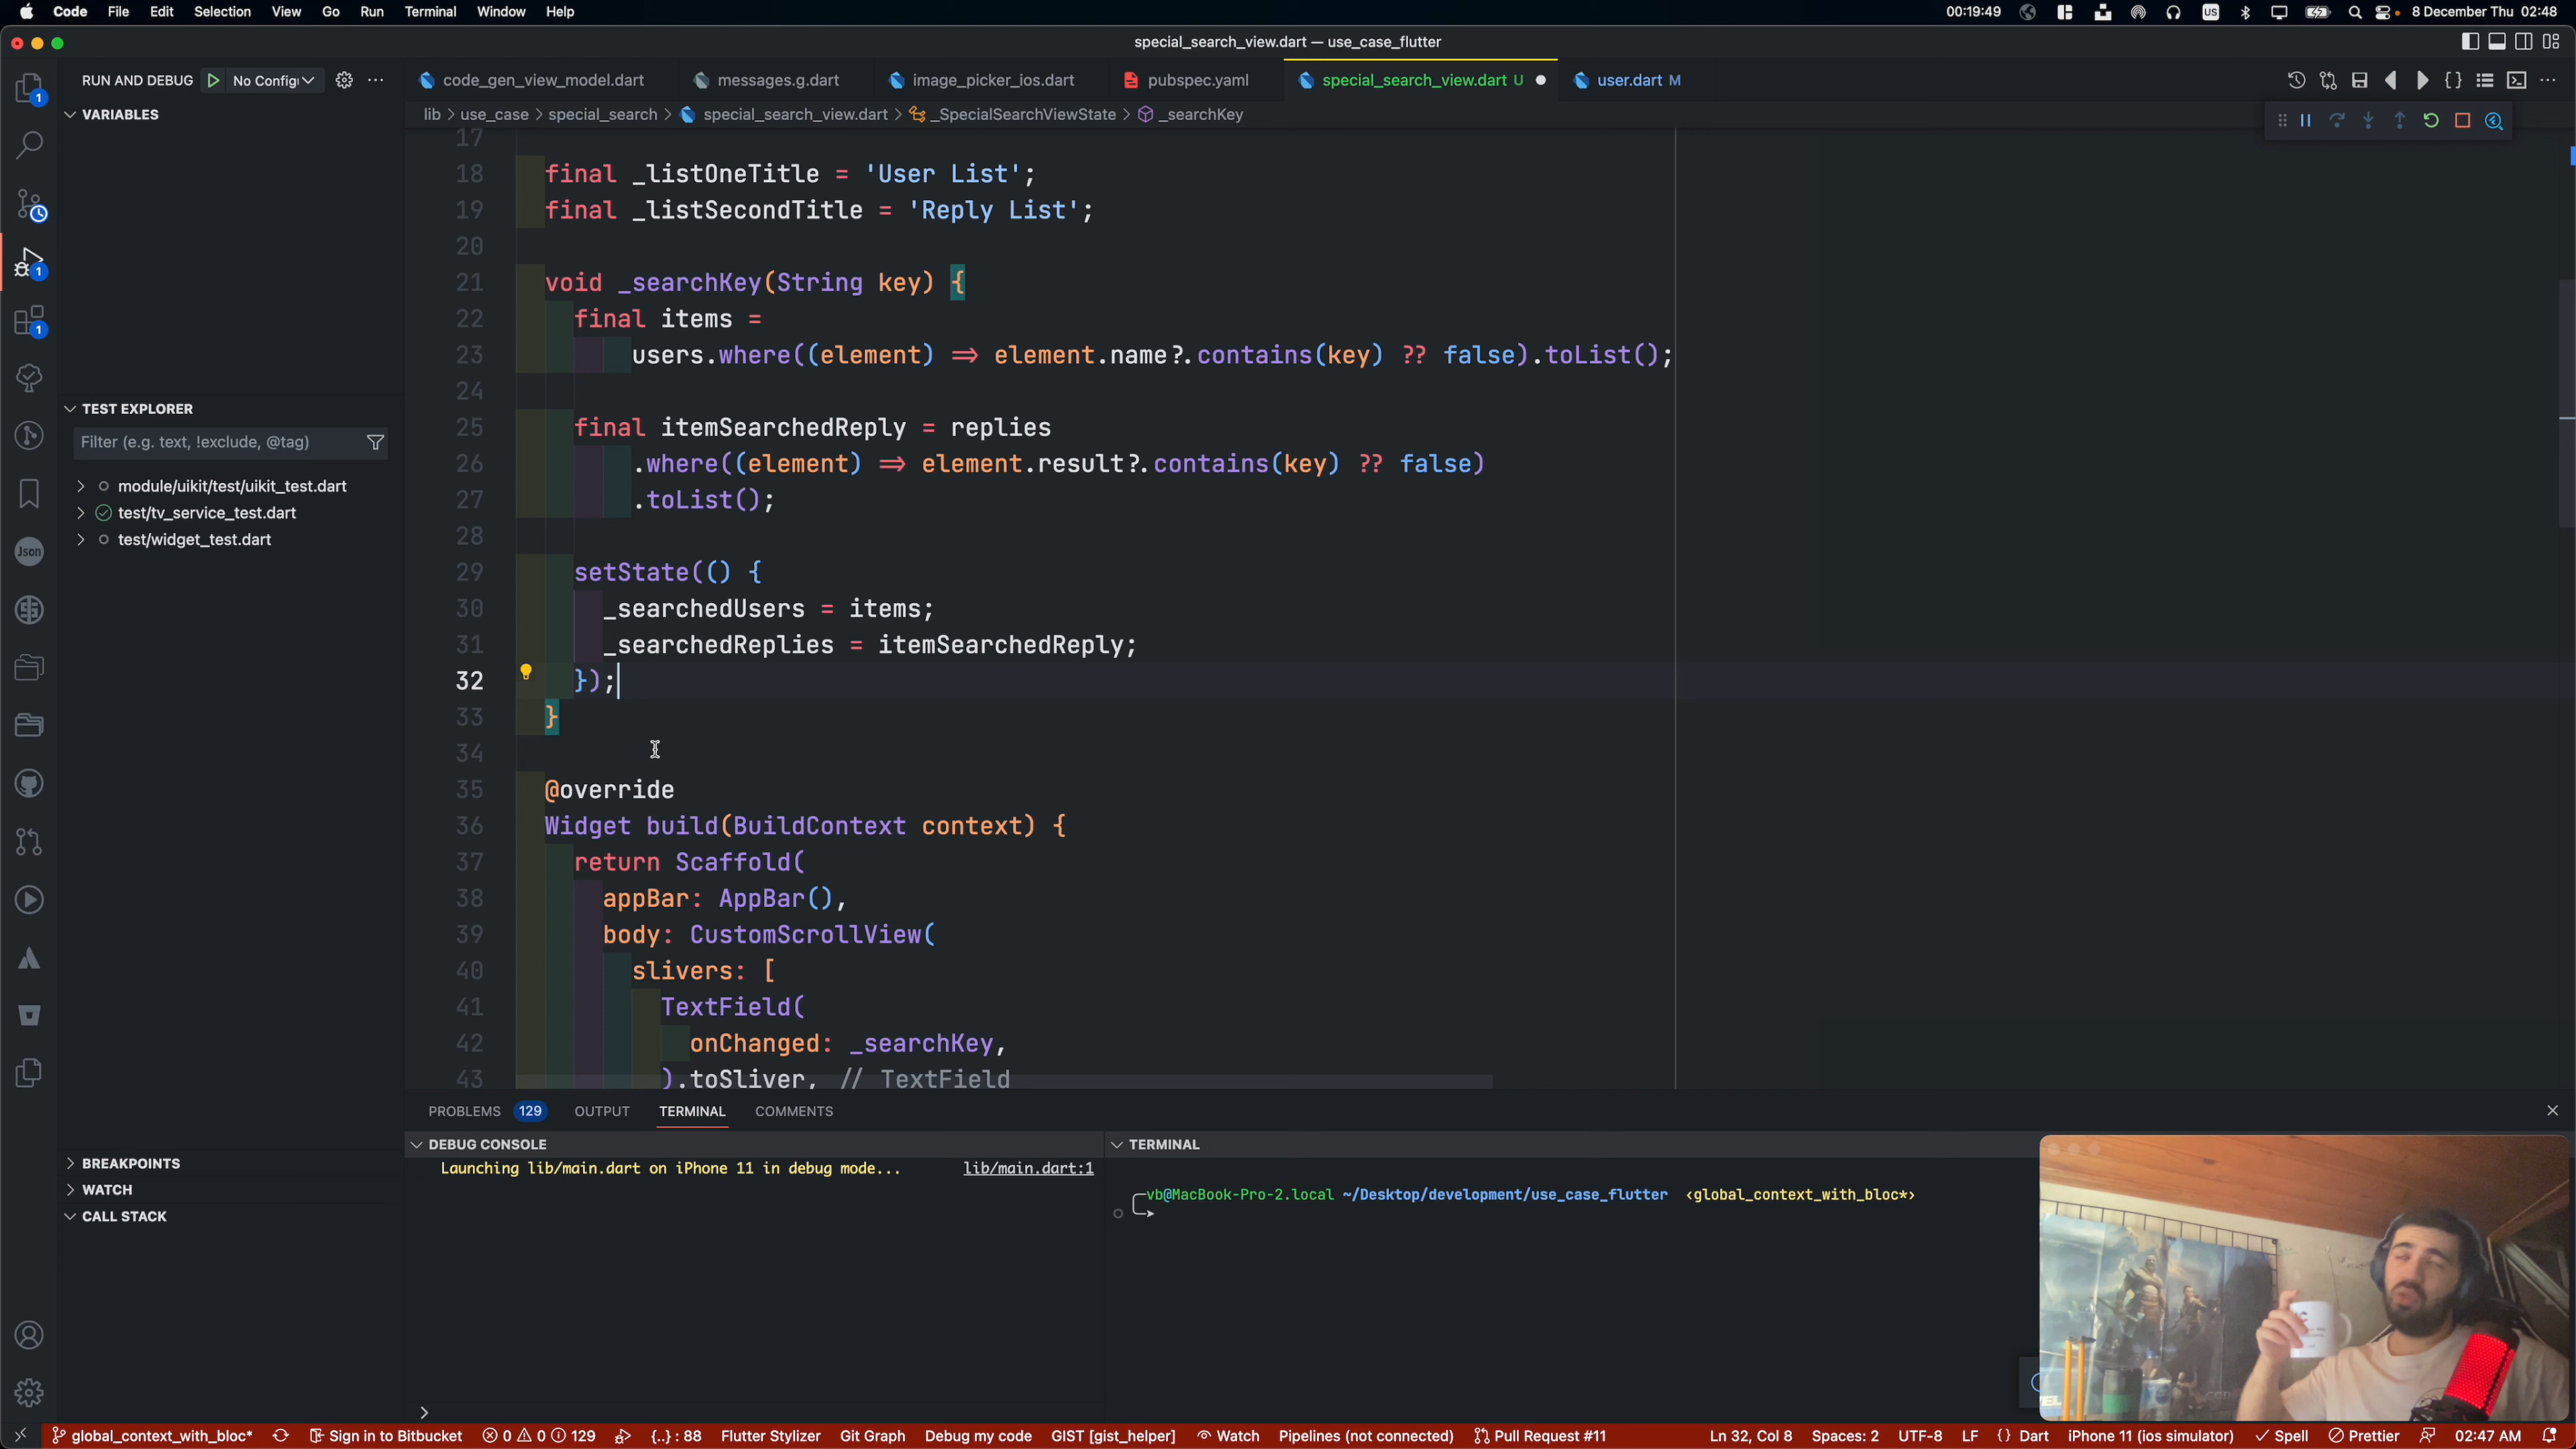 Code File Edit Selection View Go Run Terminal Window Help 00:19:49 US 8 December Thu 02:48
special_search_view.dart — use_case_flutter
RUN AND DEBUG No Config
code_gen_view_model.dart messages.g.dart image_picker_ios.dart pubspec.yaml special_search_view.dart U user.dart M
VARIABLES
lib > use_case > special_search > special_search_view.dart > _SpecialSearchViewState > _searchKey
17
18 final _listOneTitle = 'User List';
19 final _listSecondTitle = 'Reply List';
20
21 void _searchKey(String key) {
22 final items =
23 users.where((element) => element.name?.contains(key) ?? false).toList();
24
25 final itemSearchedReply = replies
26 .where((element) => element.result?.contains(key) ?? false)
27 .toList();
28
29 setState(() {
30 _searchedUsers = items;
31 _searchedReplies = itemSearchedReply;
32 });
33 }
34
35 @override
36 Widget build(BuildContext context) {
37 return Scaffold(
38 appBar: AppBar(),
39 body: CustomScrollView(
40 slivers: [
41 TextField(
42 onChanged: _searchKey,
43 ).toSliver, // TextField
1
1
1
Json
TEST EXPLORER
Filter (e.g. text, !exclude, @tag)
module/uikit/test/uikit_test.dart
test/tv_service_test.dart
test/widget_test.dart
BREAKPOINTS
WATCH
CALL STACK
PROBLEMS 129 OUTPUT TERMINAL COMMENTS
DEBUG CONSOLE
Launching lib/main.dart on iPhone 11 in debug mode... lib/main.dart:1
TERMINAL
vb@MacBook-Pro-2.local ~/Desktop/development/use_case_flutter <global_context_with_bloc*>
global_context_with_bloc* Sign in to Bitbucket 0 0 129 {..} : 88 Flutter Stylizer Git Graph Debug my code GIST [gist_helper] Watch Pipelines (not connected) Pull Request #11 Ln 32, Col 8 Spaces: 2 UTF-8 LF {} Dart iPhone 11 (ios simulator) Spell Prettier 02:47 AM